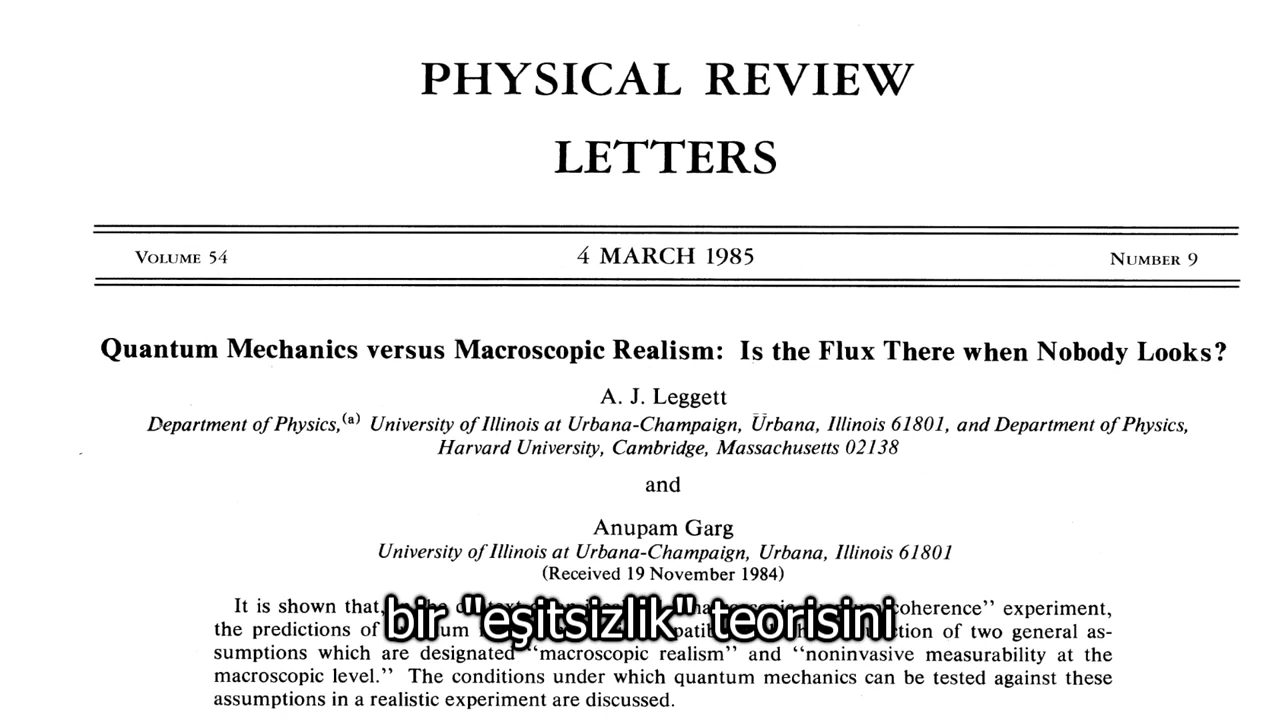 PHYSICAL REVIEW
LETTERS
VOLUME 54 4 MARCH 1985 NUMBER 9
Quantum Mechanics versus Macroscopic Realism: Is the Flux There when Nobody Looks?
A. J. Leggett
Department of Physics,(a) University of Illinois at Urbana-Champaign, Urbana, Illinois 61801, and Department of Physics,
Harvard University, Cambridge, Massachusetts 02138
and
Anupam Garg
University of Illinois at Urbana-Champaign, Urbana, Illinois 61801
(Received 19 November 1984)
It is shown that, coherence” experiment,
the predictions of two general as-
sumptions which are designated “macroscopic realism” and “noninvasive measurability at the
macroscopic level.” The conditions under which quantum mechanics can be tested against these
assumptions in a realistic experiment are discussed.
bir "eşitsizlik" teorisini